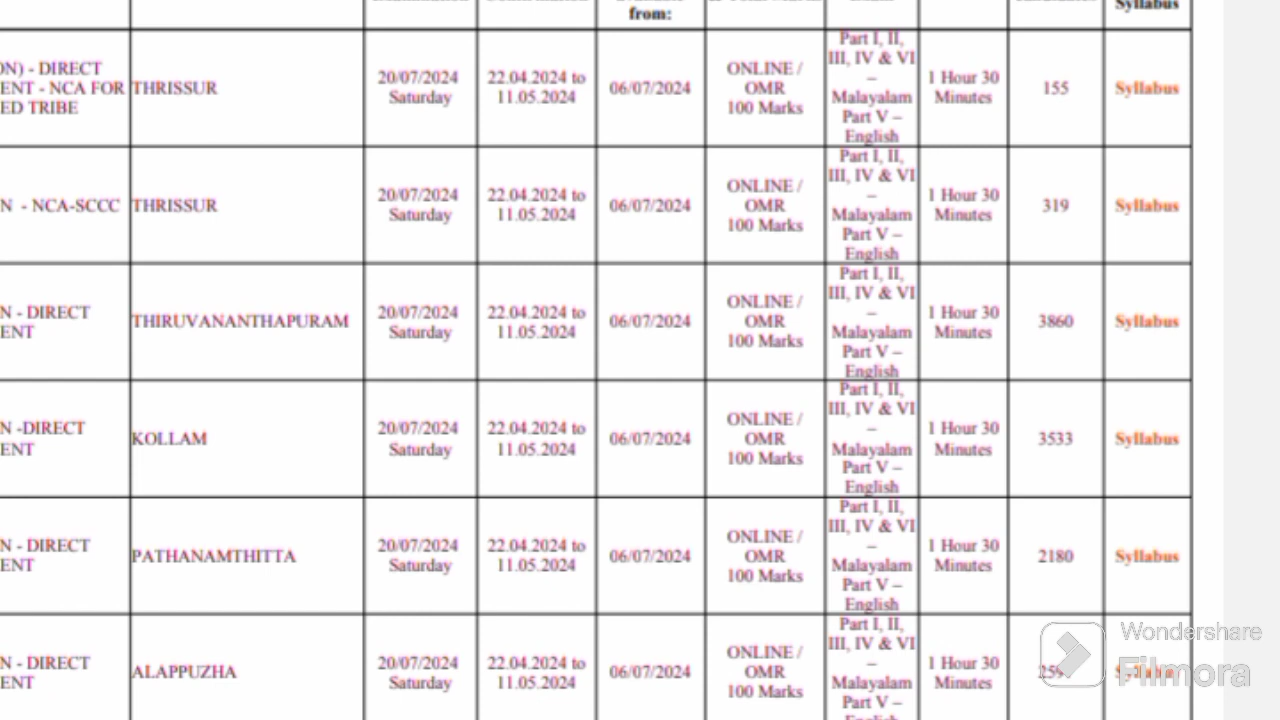 from:
Syllabus
ON) - DIRECT
ENT - NCA FOR
ED TRIBE
THRISSUR
20/07/2024
Saturday
22.04.2024 to
11.05.2024
06/07/2024
ONLINE /
OMR
100 Marks
Part I, II,
III, IV & VI
–
Malayalam
Part V –
English
1 Hour 30
Minutes
155
Syllabus
N - NCA-SCCC
THRISSUR
20/07/2024
Saturday
22.04.2024 to
11.05.2024
06/07/2024
ONLINE /
OMR
100 Marks
Part I, II,
III, IV & VI
–
Malayalam
Part V –
English
1 Hour 30
Minutes
319
Syllabus
N - DIRECT
ENT
THIRUVANANTHAPURAM
20/07/2024
Saturday
22.04.2024 to
11.05.2024
06/07/2024
ONLINE /
OMR
100 Marks
Part I, II,
III, IV & VI
–
Malayalam
Part V –
English
1 Hour 30
Minutes
3860
Syllabus
N -DIRECT
ENT
KOLLAM
20/07/2024
Saturday
22.04.2024 to
11.05.2024
06/07/2024
ONLINE /
OMR
100 Marks
Part I, II,
III, IV & VI
–
Malayalam
Part V –
English
1 Hour 30
Minutes
3533
Syllabus
N - DIRECT
ENT
PATHANAMTHITTA
20/07/2024
Saturday
22.04.2024 to
11.05.2024
06/07/2024
ONLINE /
OMR
100 Marks
Part I, II,
III, IV & VI
–
Malayalam
Part V –
English
1 Hour 30
Minutes
2180
Syllabus
N - DIRECT
ENT
ALAPPUZHA
20/07/2024
Saturday
22.04.2024 to
11.05.2024
06/07/2024
ONLINE /
OMR
100 Marks
Part I, II,
III, IV & VI
–
Malayalam
Part V –
1 Hour 30
Minutes
Wondershare
Filmora